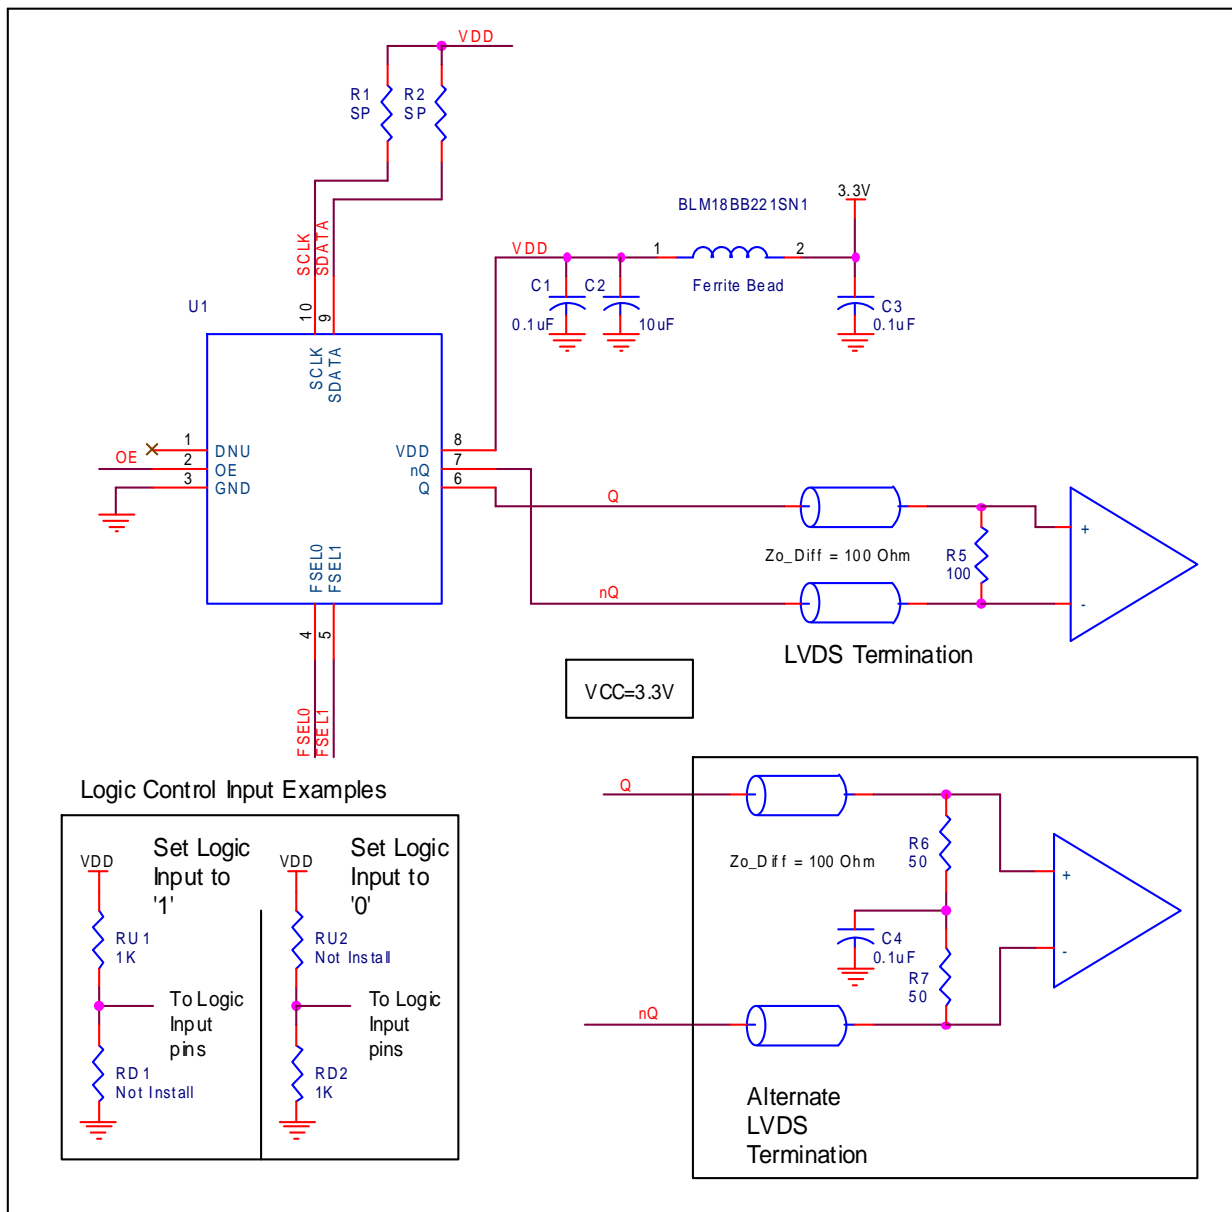 VDD
R1
SP
R2
SP
SCLK
SDATA
U1
10
9
SCLK
SDATA
BLM18BB221SN1
3.3V
VDD
1
2
Ferrite Bead
C1
0.1uF
C2
10uF
C3
0.1uF
OE
1
2
3
DNU
OE
GND
VDD
nQ
Q
8
7
6
FSEL0
FSEL1
4
5
FSEL0
FSEL1
Q
Zo_Diff = 100 Ohm
R5
100
+
-
nQ
LVDS Termination
VCC=3.3V
Logic Control Input Examples
VDD
Set Logic
Input to
'1'
RU1
1K
To Logic
Input
pins
RD1
Not Install
VDD
Set Logic
Input to
'0'
RU2
Not Install
To Logic
Input
pins
RD2
1K
Q
Zo_Diff = 100 Ohm
R6
50
C4
0.1uF
R7
50
+
-
nQ
Alternate
LVDS
Termination